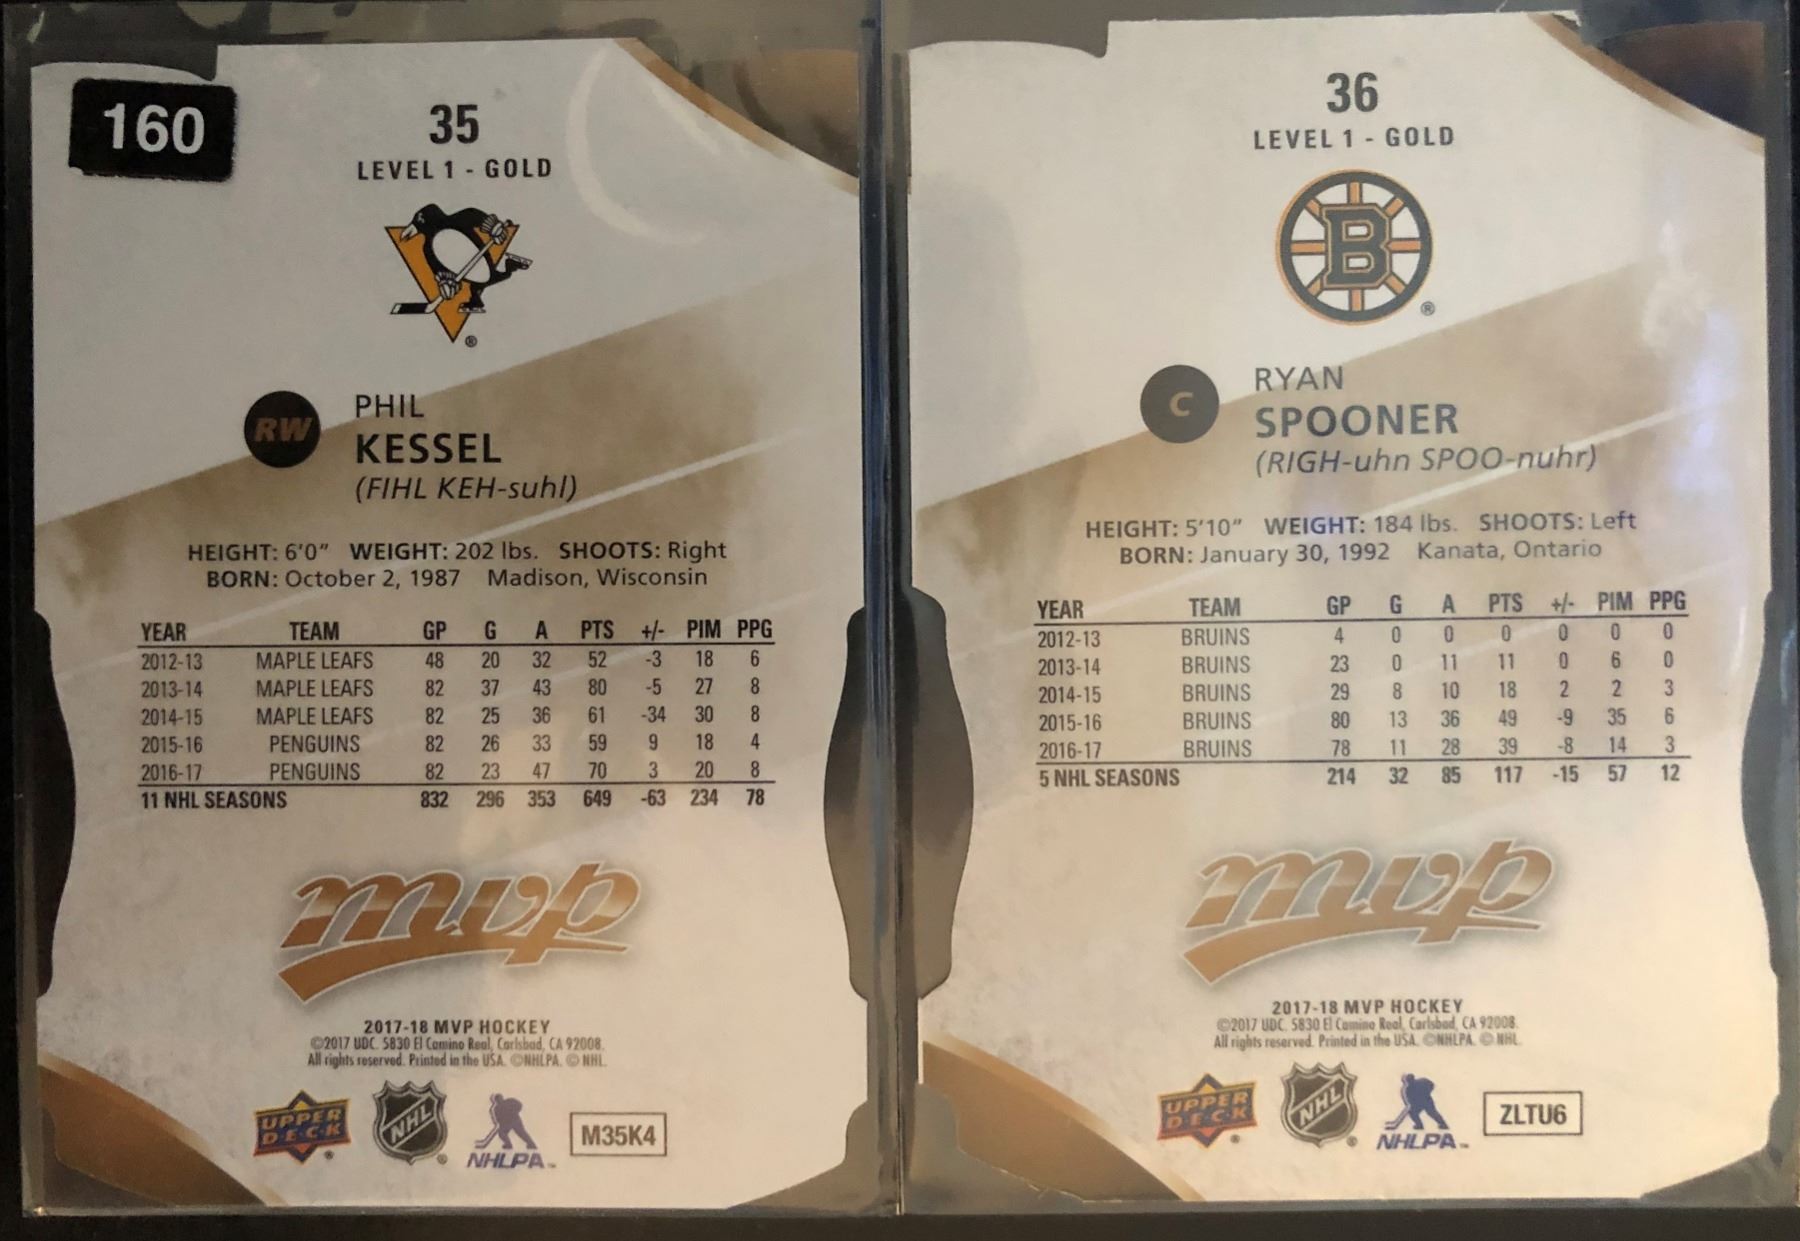 160
35
LEVEL 1 - GOLD
®
RW
PHIL
KESSEL
(FIHL KEH-suhl)
HEIGHT: 6'0" WEIGHT: 202 lbs. SHOOTS: Right
BORN: October 2, 1987 Madison, Wisconsin
YEAR TEAM GP G A PTS +/- PIM PPG
2012-13 MAPLE LEAFS 48 20 32 52 -3 18 6
2013-14 MAPLE LEAFS 82 37 43 80 -5 27 8
2014-15 MAPLE LEAFS 82 25 36 61 -34 30 8
2015-16 PENGUINS 82 26 33 59 9 18 4
2016-17 PENGUINS 82 23 47 70 3 20 8
11 NHL SEASONS 832 296 353 649 -63 234 78
mvp
2017-18 MVP HOCKEY
©2017 UDC. 5830 El Camino Real, Carlsbad, CA 92008.
All rights reserved. Printed in the USA. ©NHLPA. © NHL.
UPPER
DECK®
NHL®
NHLPA™
M35K4
36
LEVEL 1 - GOLD
B
®
C
RYAN
SPOONER
(RIGH-uhn SPOO-nuhr)
HEIGHT: 5'10" WEIGHT: 184 lbs. SHOOTS: Left
BORN: January 30, 1992 Kanata, Ontario
YEAR TEAM GP G A PTS +/- PIM PPG
2012-13 BRUINS 4 0 0 0 0 0 0
2013-14 BRUINS 23 0 11 11 0 6 0
2014-15 BRUINS 29 8 10 18 2 2 3
2015-16 BRUINS 80 13 36 49 -9 35 6
2016-17 BRUINS 78 11 28 39 -8 14 3
5 NHL SEASONS 214 32 85 117 -15 57 12
mvp
2017-18 MVP HOCKEY
©2017 UDC. 5830 El Camino Real, Carlsbad, CA 92008.
All rights reserved. Printed in the USA. ©NHLPA. © NHL.
UPPER
DECK®
NHL®
NHLPA™
ZLTU6